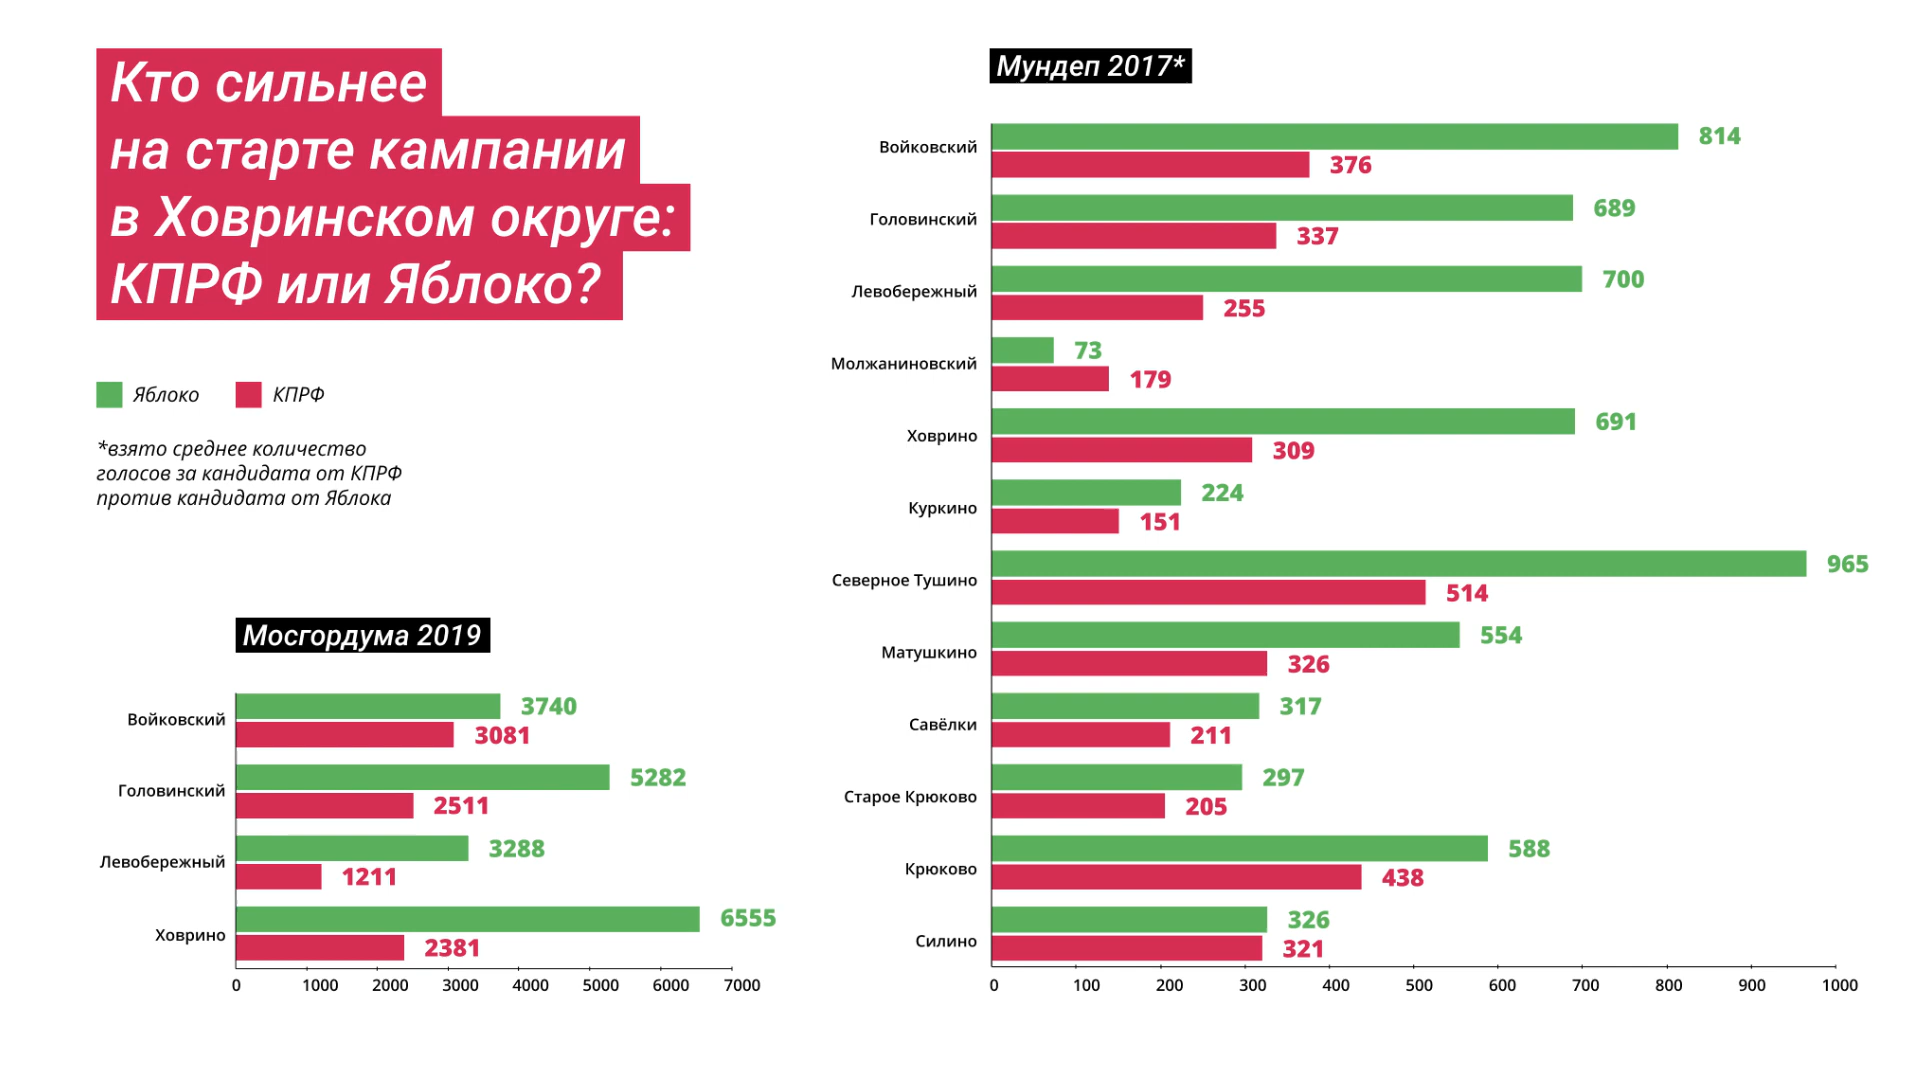 Кто сильнее
на старте кампании
в Ховринском округе:
КПРФ или Яблоко?
Яблоко КПРФ
*взято среднее количество
голосов за кандидата от КПРФ
против кандидата от Яблока
Мосгордума 2019
Войковский 3740
3081
Головинский 5282
2511
Левобережный 3288
1211
Ховрино 6555
2381
0 1000 2000 3000 4000 5000 6000 7000
Мундеп 2017*
Войковский 814
376
Головинский 689
337
Левобережный 700
255
Молжаниновский 73
179
Ховрино 691
309
Куркино 224
151
Северное Тушино 965
514
Матушкино 554
326
Савёлки 317
211
Старое Крюково 297
205
Крюково 588
438
Силино 326
321
0 100 200 300 400 500 600 700 800 900 1000